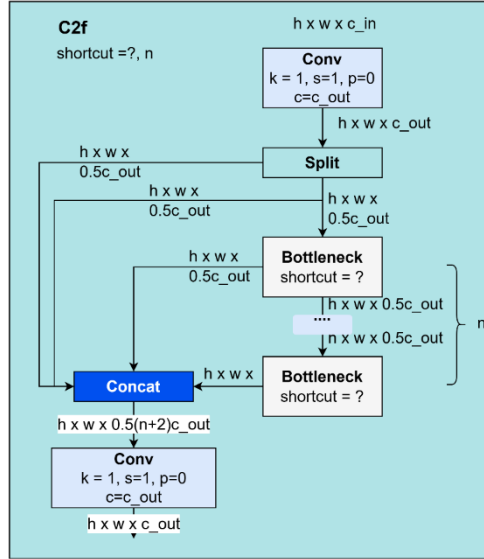 C2f
shortcut =?, n
h x w x c_in
Conv
k = 1, s=1, p=0
c=c_out
h x w x c_out
h x w x
0.5c_out
Split
h x w x
0.5c_out
h x w x
0.5c_out
Bottleneck
shortcut = ?
h x w x
0.5c_out
h x w x 0.5c_out
....
h x w x 0.5c_out
n
Bottleneck
shortcut = ?
h x w x
Concat
h x w x 0.5(n+2)c_out
Conv
k = 1, s=1, p=0
c=c_out
h x w x c_out